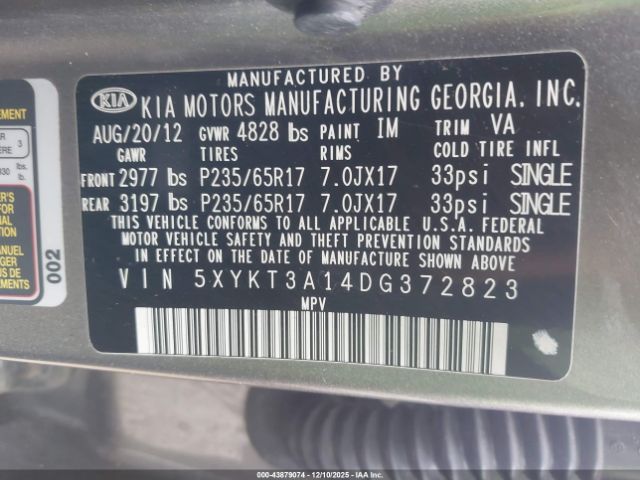 MANUFACTURED BY
KIA KIA MOTORS MANUFACTURING GEORGIA, INC.
AUG/20/12 GVWR 4828 lbs PAINT IM TRIM VA
GAWR TIRES RIMS COLD TIRE INFL
FRONT 2977 lbs P235/65R17 7.0JX17 33psi SINGLE
REAR 3197 lbs P235/65R17 7.0JX17 33psi SINGLE
THIS VEHICLE CONFORMS TO ALL APPLICABLE U.S.A. FEDERAL
MOTOR VEHICLE SAFETY AND THEFT PREVENTION STANDARDS
IN EFFECT ON THE DATE OF MANUFACTURE SHOWN ABOVE
VIN 5XYKT3A14DG372823
MPV
002
00-43879074 - 12/10/2025 - IAA Inc.